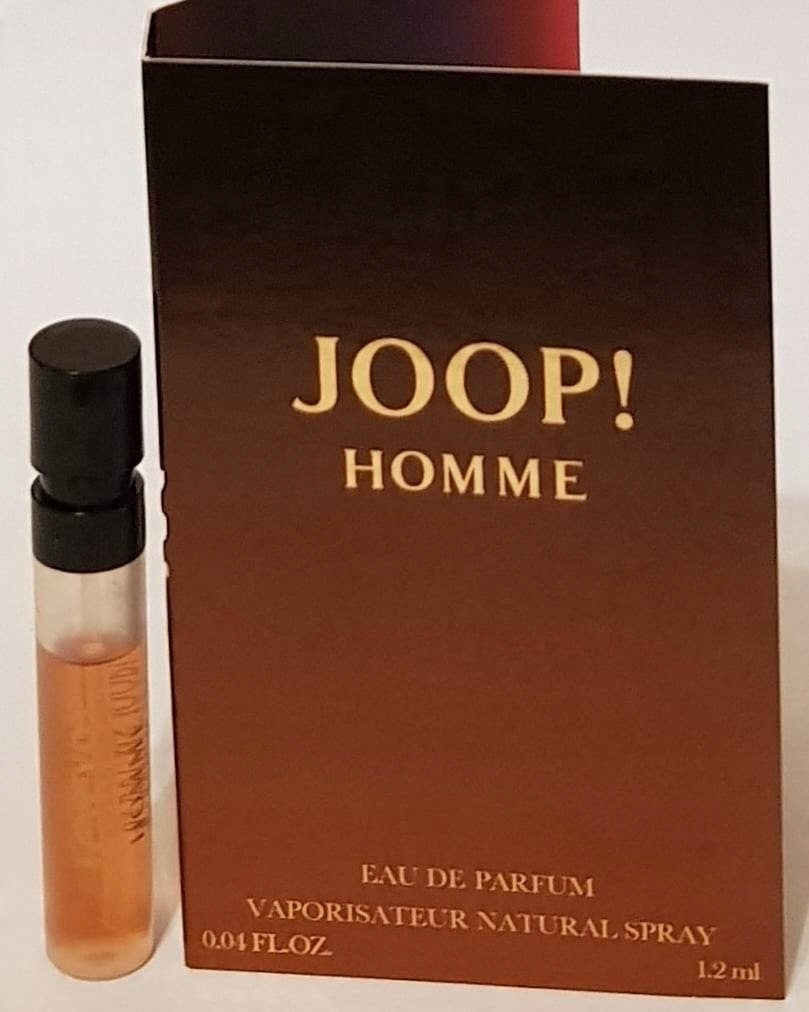 JOOP!
HOMME
EAU DE PARFUM
VAPORISATEUR NATURAL SPRAY
0.04 FL.OZ.
1.2 ml